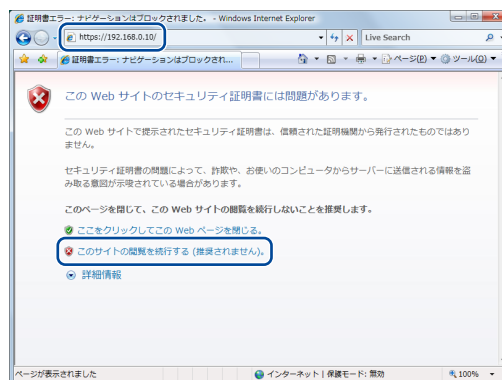 証明書エラー: ナビゲーションはブロックされました。 - Windows Internet Explorer
https://192.168.0.10/
Live Search
証明書エラー: ナビゲーションはブロックされ...
ページ(P) ツール(O)
この Web サイトのセキュリティ証明書には問題があります。
この Web サイトで提示されたセキュリティ証明書は、信頼された証明機関から発行されたものではあり
ません。
セキュリティ証明書の問題によって、詐欺や、お使いのコンピュータからサーバーに送信される情報を盗
み取る意図が示唆されている場合があります。
このページを閉じて、この Web サイトの閲覧を続行しないことを推奨します。
ここをクリックしてこの Web ページを閉じる。
このサイトの閲覧を続行する (推奨されません)。
詳細情報
ページが表示されました インターネット | 保護モード: 無効 100%